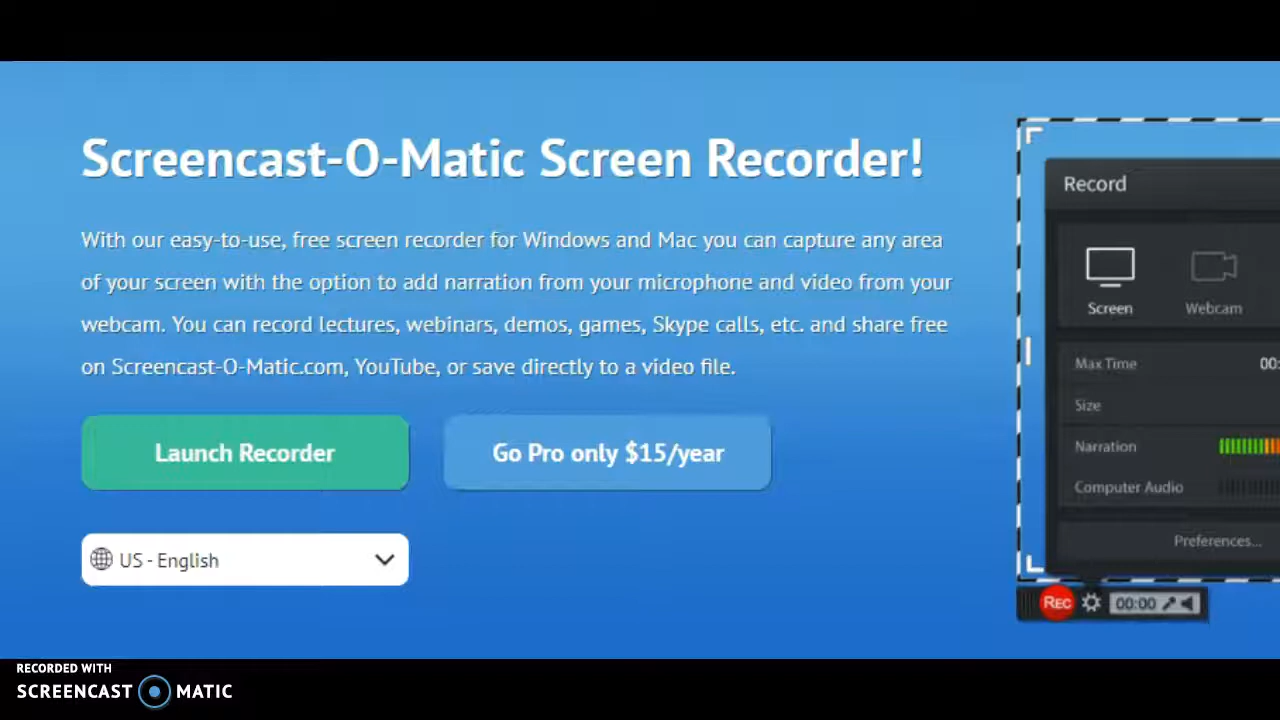 Screencast-O-Matic Screen Recorder!
With our easy-to-use, free screen recorder for Windows and Mac you can capture any area
of your screen with the option to add narration from your microphone and video from your
webcam. You can record lectures, webinars, demos, games, Skype calls, etc. and share free
on Screencast-O-Matic.com, YouTube, or save directly to a video file.
Launch Recorder
Go Pro only $15/year
US - English
Record
Screen
Webcam
Max Time
00:
Size
Narration
Computer Audio
Preferences...
REC
00:00
RECORDED WITH
SCREENCAST MATIC